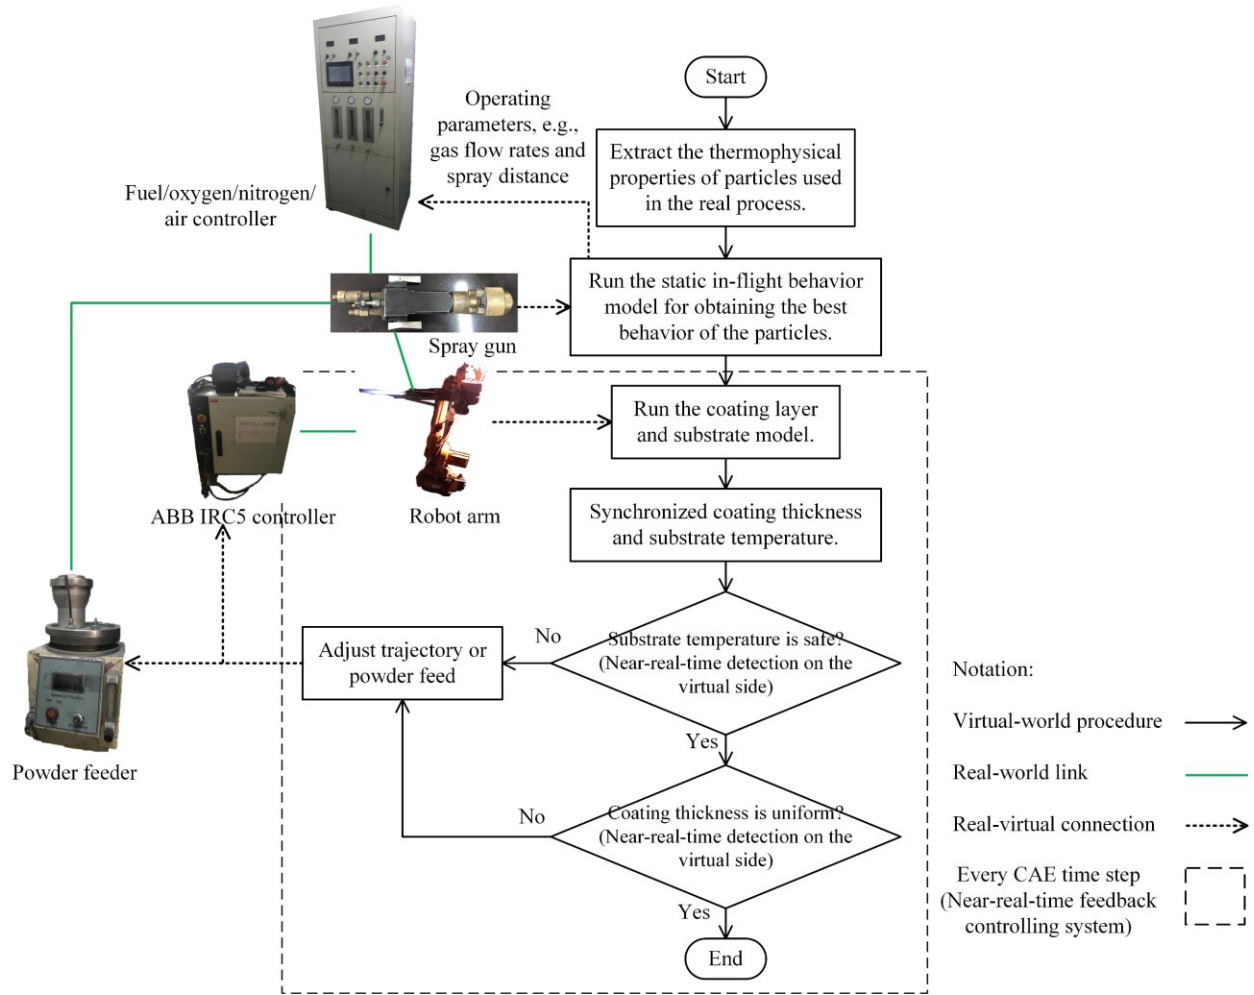 Start
Operating
parameters, e.g.,
gas flow rates and
spray distance
Extract the thermophysical
properties of particles used
in the real process.
Fuel/oxygen/nitrogen/
air controller
Run the static in-flight behavior
model for obtaining the best
behavior of the particles.
Spray gun
Run the coating layer
and substrate model.
ABB IRC5 controller
Robot arm
Synchronized coating thickness
and substrate temperature.
No
Substrate temperature is safe?
(Near-real-time detection on the
virtual side)
Adjust trajectory or
powder feed
Yes
Powder feeder
No
Coating thickness is uniform?
(Near-real-time detection on the
virtual side)
Yes
End
Notation:
Virtual-world procedure
Real-world link
Real-virtual connection
Every CAE time step
(Near-real-time feedback
controlling system)